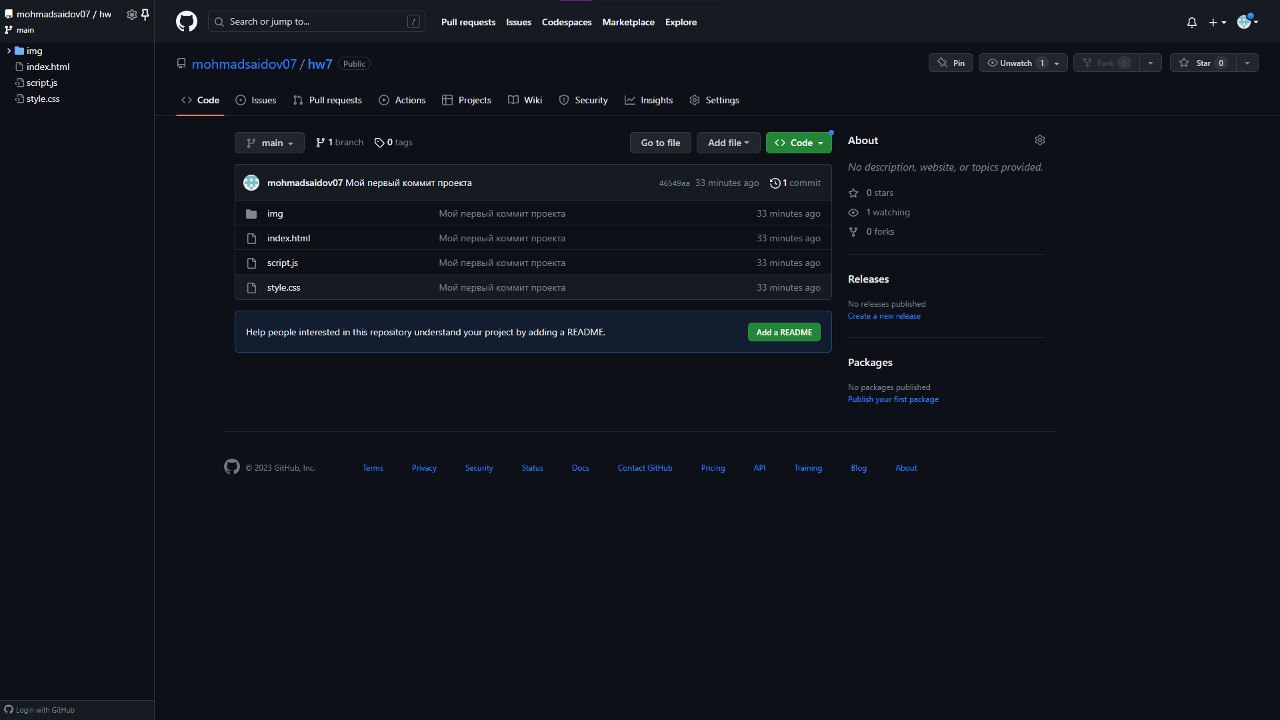 mohmadsaidov07 / hw
main
img
index.html
script.js
style.css
Login with GitHub
Search or jump to... /
Pull requests Issues Codespaces Marketplace Explore
mohmadsaidov07 / hw7 Public
Pin Unwatch 1 Fork 0 Star 0
Code Issues Pull requests Actions Projects Wiki Security Insights Settings
main 1 branch 0 tags Go to file Add file Code
mohmadsaidov07 Мой первый коммит проекта 46549aa 33 minutes ago 1 commit
img Мой первый коммит проекта 33 minutes ago
index.html Мой первый коммит проекта 33 minutes ago
script.js Мой первый коммит проекта 33 minutes ago
style.css Мой первый коммит проекта 33 minutes ago
Help people interested in this repository understand your project by adding a README. Add a README
About
No description, website, or topics provided.
0 stars
1 watching
0 forks
Releases
No releases published
Create a new release
Packages
No packages published
Publish your first package
© 2023 GitHub, Inc. Terms Privacy Security Status Docs Contact GitHub Pricing API Training Blog About